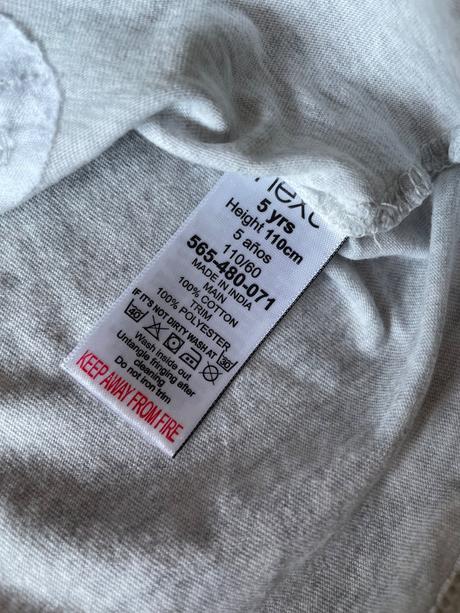 next
5 yrs
Height 110cm
5 años
110/60
565-480-071
MADE IN INDIA
MAIN
100% COTTON
TRIM
100% POLYESTER
IF IT'S NOT DIRTY WASH AT 30
40
Wash inside out
Untangle fringing after
cleaning
Do not iron trim
KEEP AWAY FROM FIRE